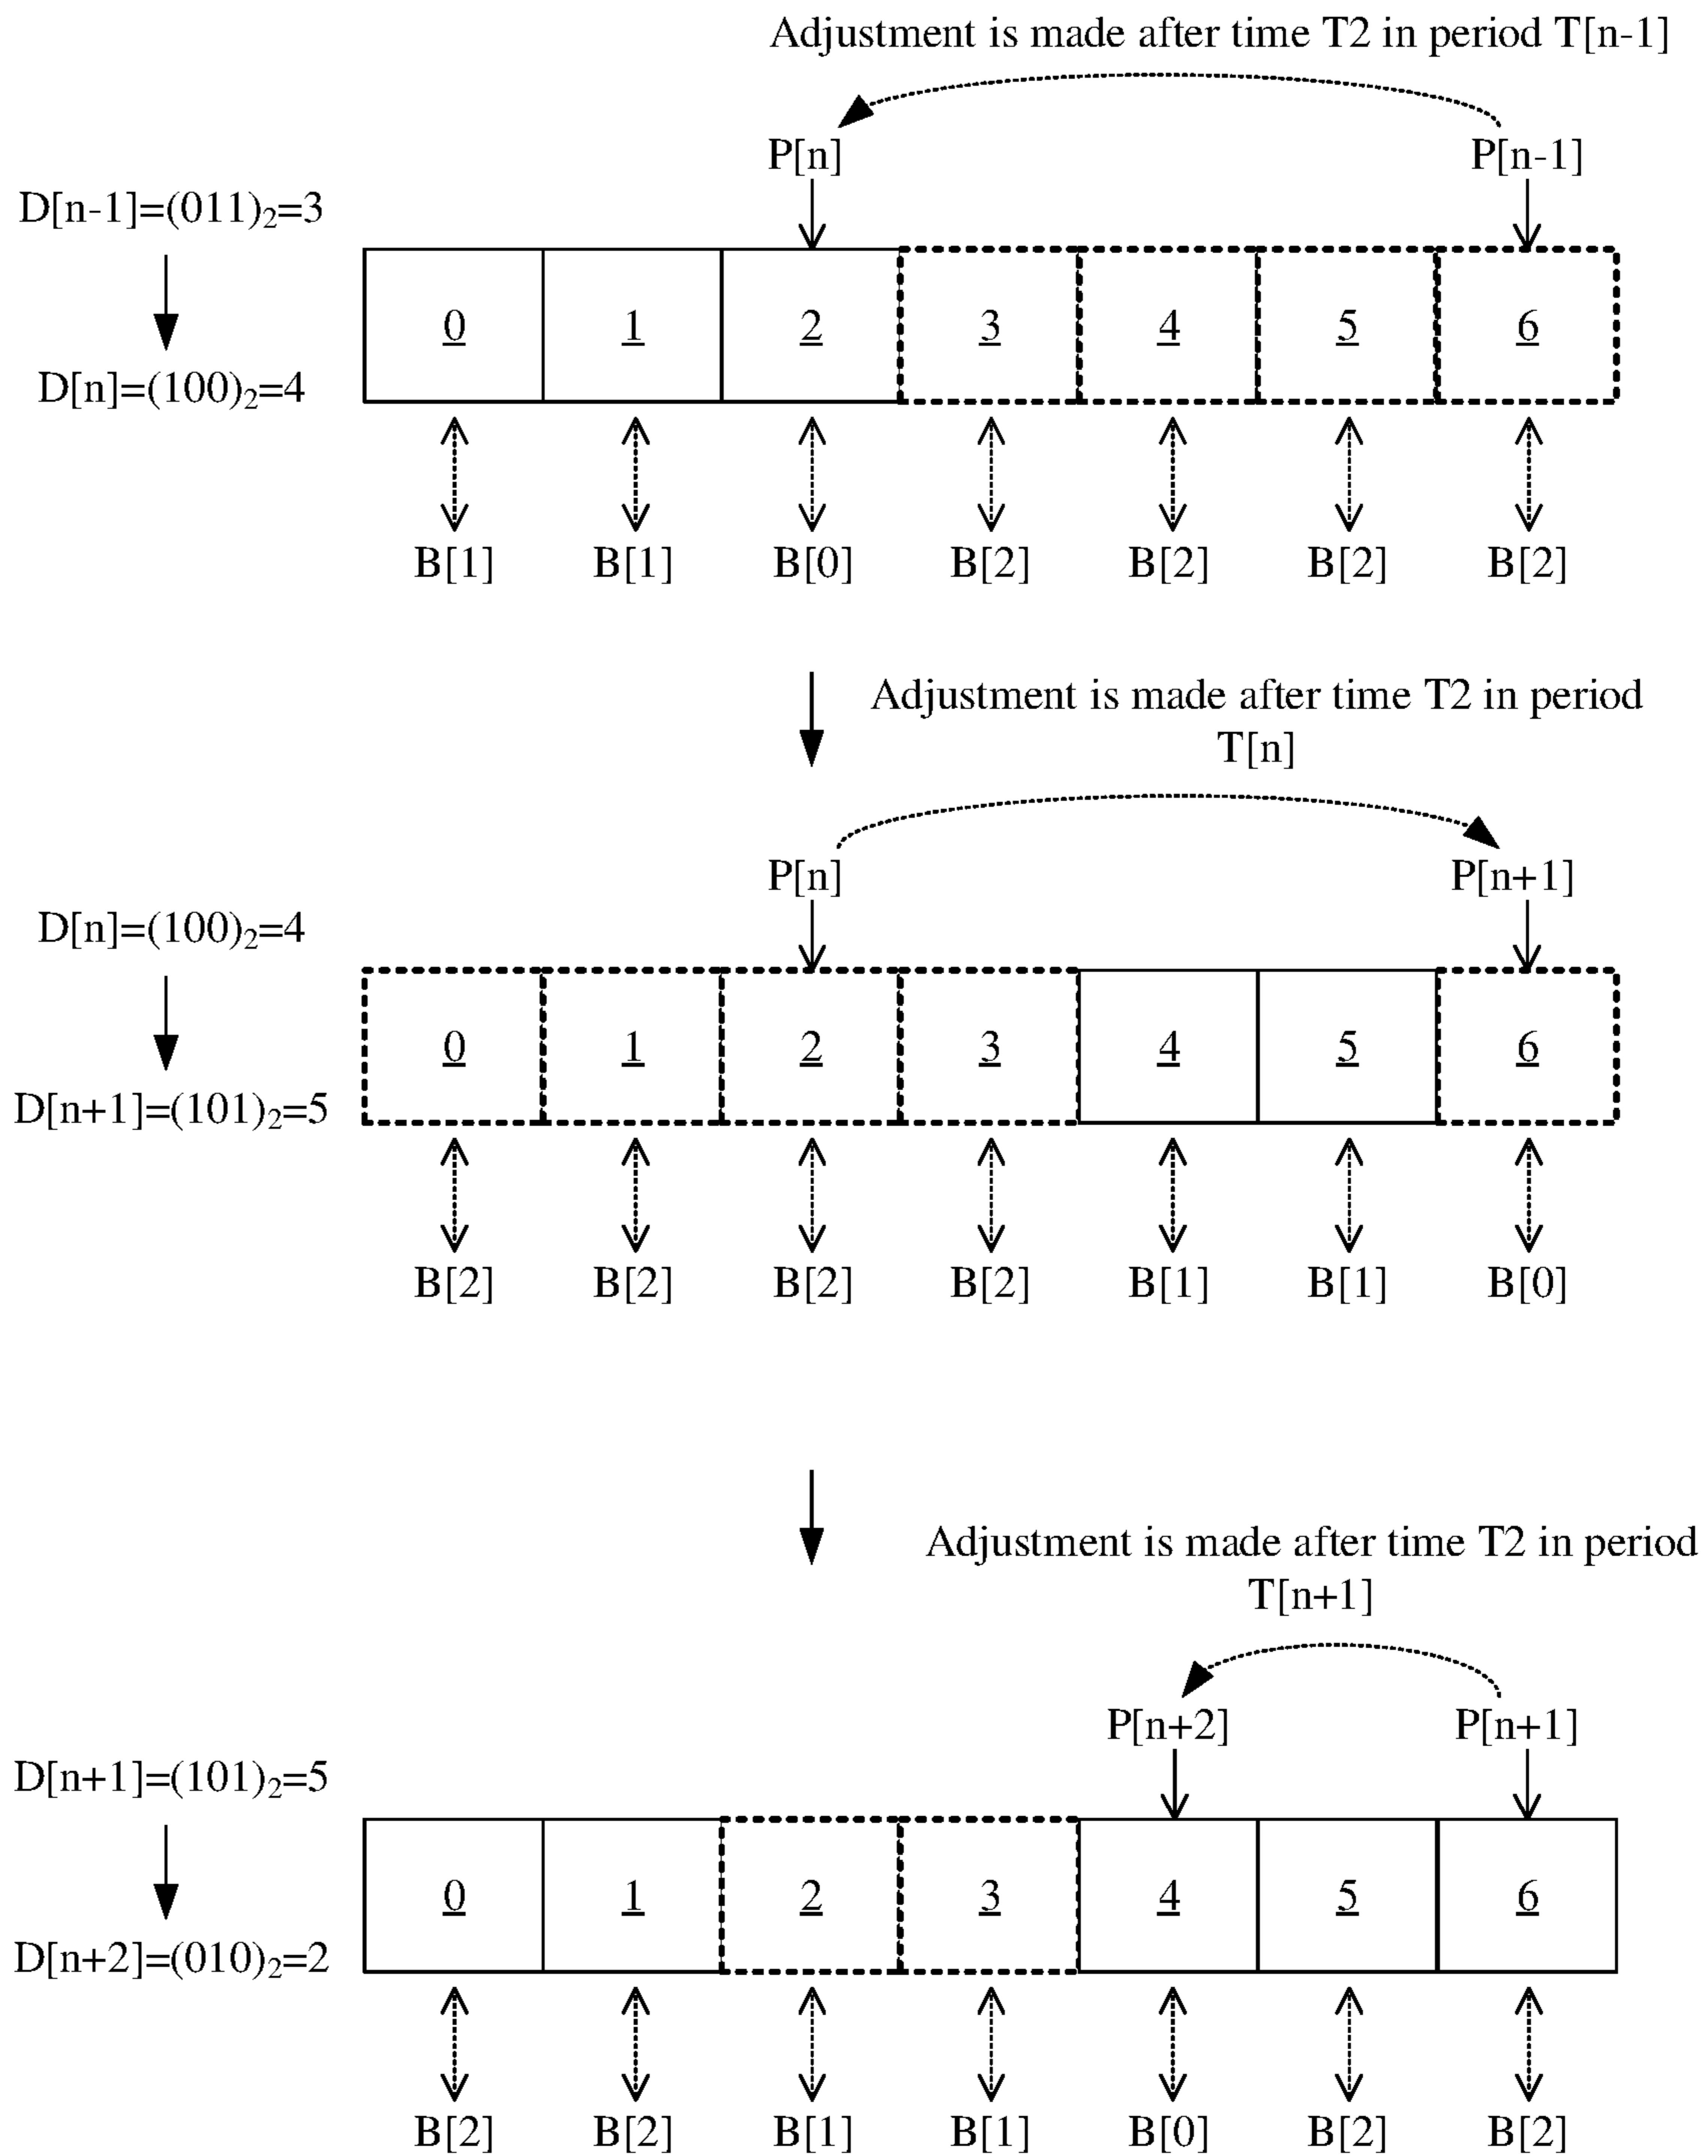 Adjustment is made after time T2 in period T[n-1]
P[n] P[n-1]
D[n-1]=(011)₂=3
0 1 2 3 4 5 6
D[n]=(100)₂=4
B[1] B[1] B[0] B[2] B[2] B[2] B[2]
Adjustment is made after time T2 in period
T[n]
P[n] P[n+1]
D[n]=(100)₂=4
0 1 2 3 4 5 6
D[n+1]=(101)₂=5
B[2] B[2] B[2] B[2] B[1] B[1] B[0]
Adjustment is made after time T2 in period
T[n+1]
P[n+2] P[n+1]
D[n+1]=(101)₂=5
0 1 2 3 4 5 6
D[n+2]=(010)₂=2
B[2] B[2] B[1] B[1] B[0] B[2] B[2]